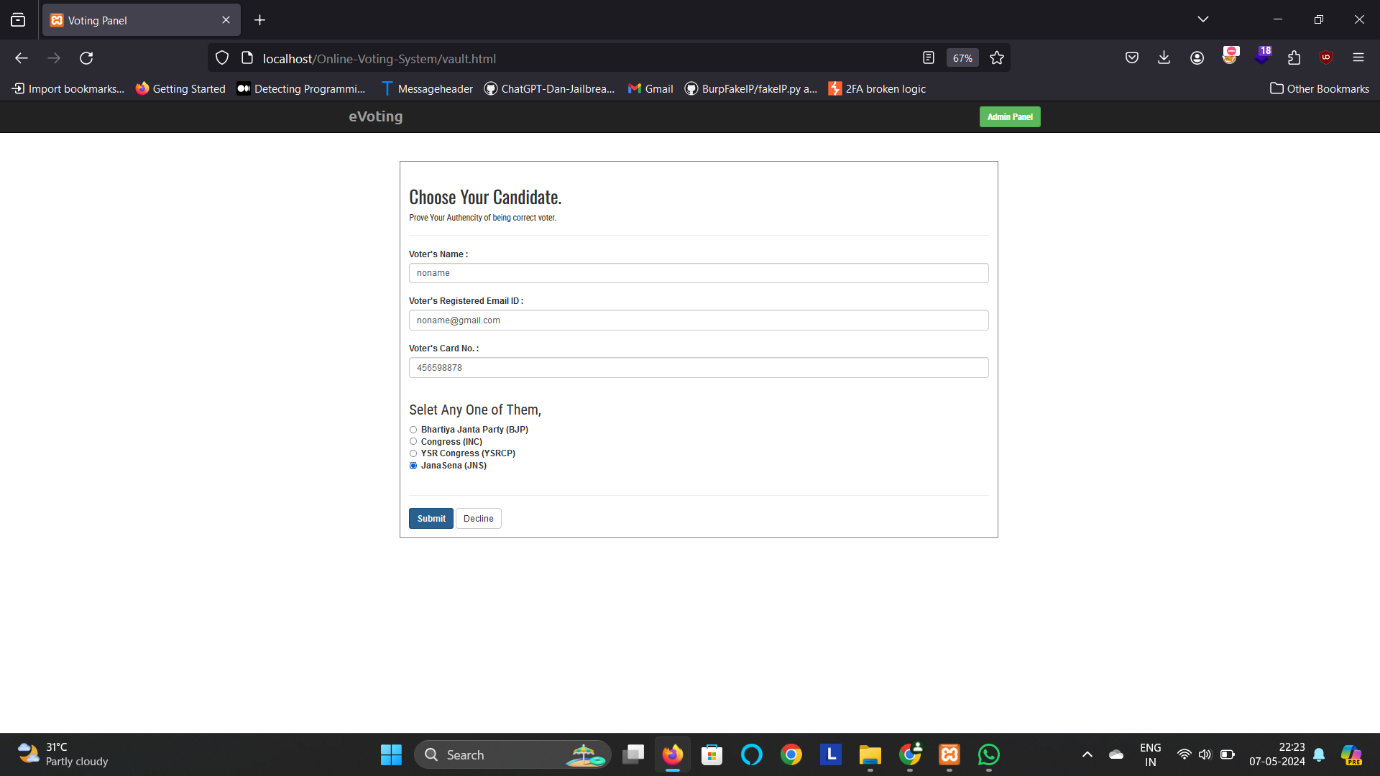 Voting Panel
localhost/Online-Voting-System/vault.html
67%
18
Import bookmarks...
Getting Started
Detecting Programmi...
Messageheader
ChatGPT-Dan-Jailbrea...
Gmail
BurpFakeIP/fakeIP.py a...
2FA broken logic
Other Bookmarks
eVoting
Admin Panel
Choose Your Candidate.
Prove Your Authencity of being correct voter.
Voter's Name :
noname
Voter's Registered Email ID :
noname@gmail.com
Voter's Card No. :
456598878
Selet Any One of Them,
Bhartiya Janta Party (BJP)
Congress (INC)
YSR Congress (YSRCP)
JanaSena (JNS)
Submit
Decline
31°C
Partly cloudy
Search
L
ENG
IN
22:23
07-05-2024
PRE